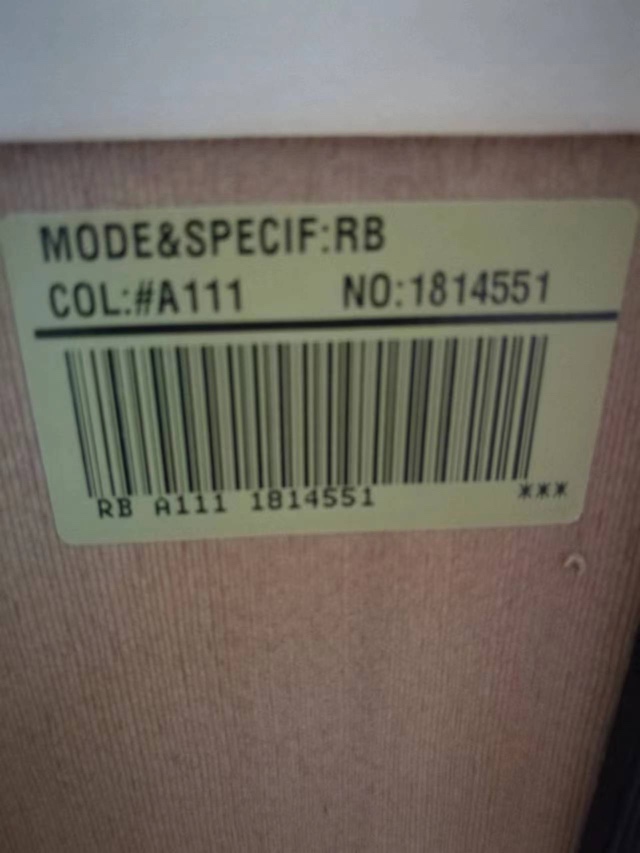 MODE&SPECIF:RB
COL:#A111 NO:1814551
RB A111 1814551 ***